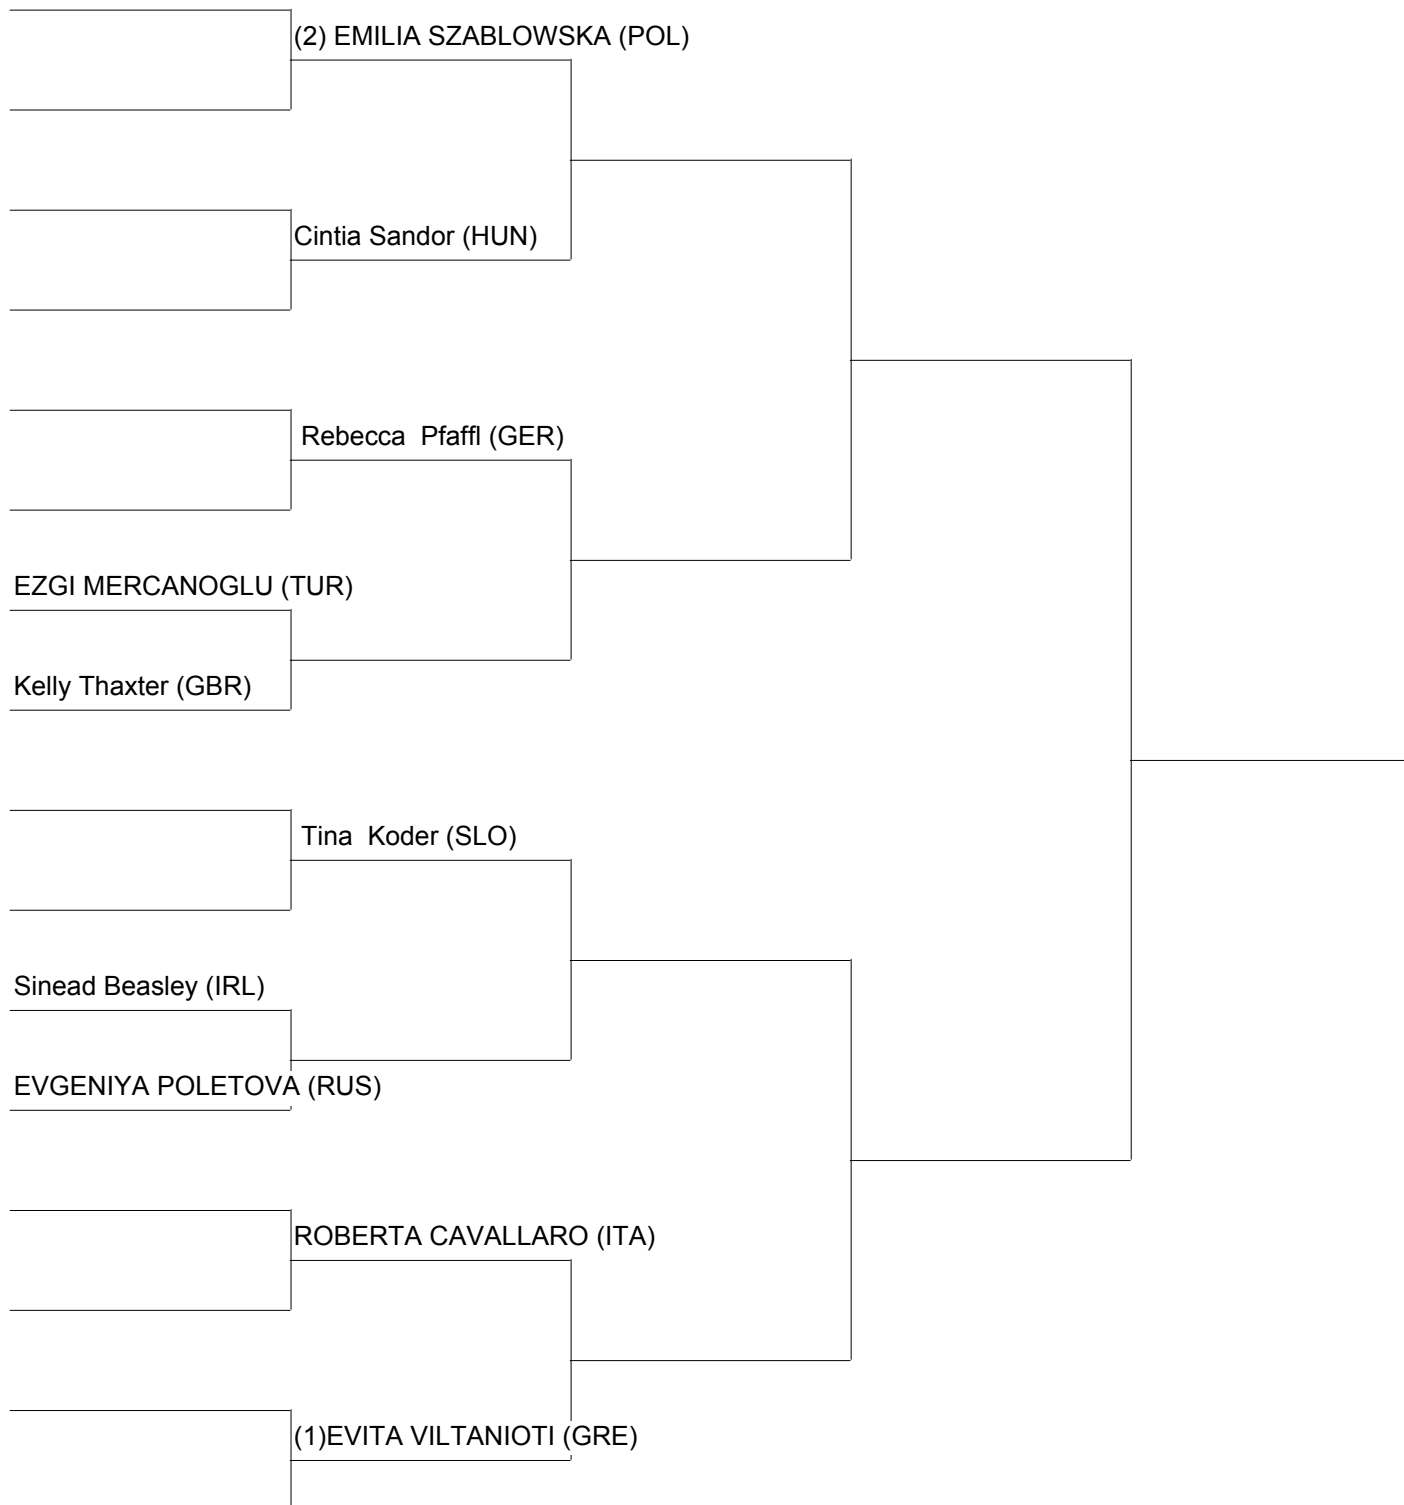 (2) EMILIA SZABLOWSKA (POL)
Cintia Sandor (HUN)
Rebecca  Pfaffl (GER)
EZGI MERCANOGLU (TUR)
Kelly Thaxter (GBR)
Tina  Koder (SLO)
Sinead Beasley (IRL)
EVGENIYA POLETOVA (RUS)
ROBERTA CAVALLARO (ITA)
(1)EVITA VILTANIOTI (GRE)